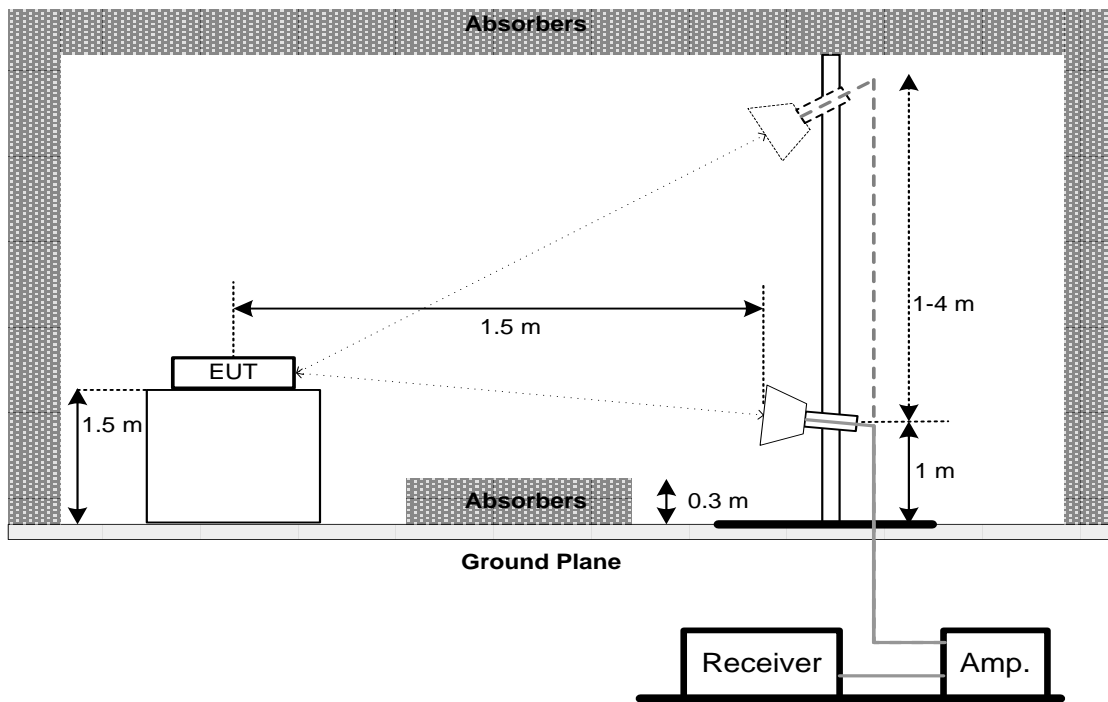 Absorbers
1-4 m
1.5 m
EUT
1.5 m
1 m
Absorbers
0.3 m
Ground Plane
Receiver
Amp.